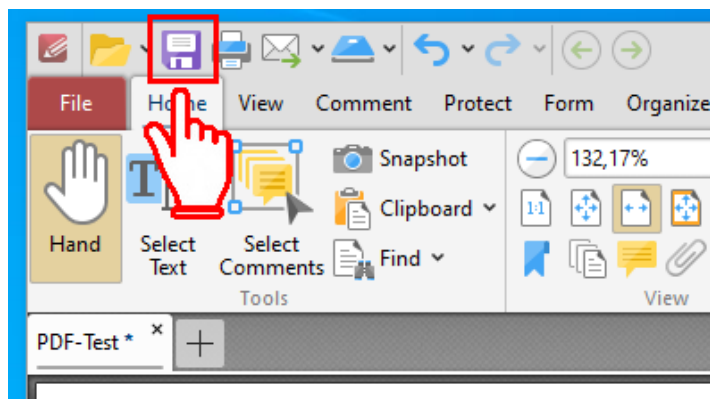 File Home View Comment Protect Form Organize
Snapshot 132,17%
Clipboard 1:1
Hand Select Text Select Comments Find
Tools View
PDF-Test * × +